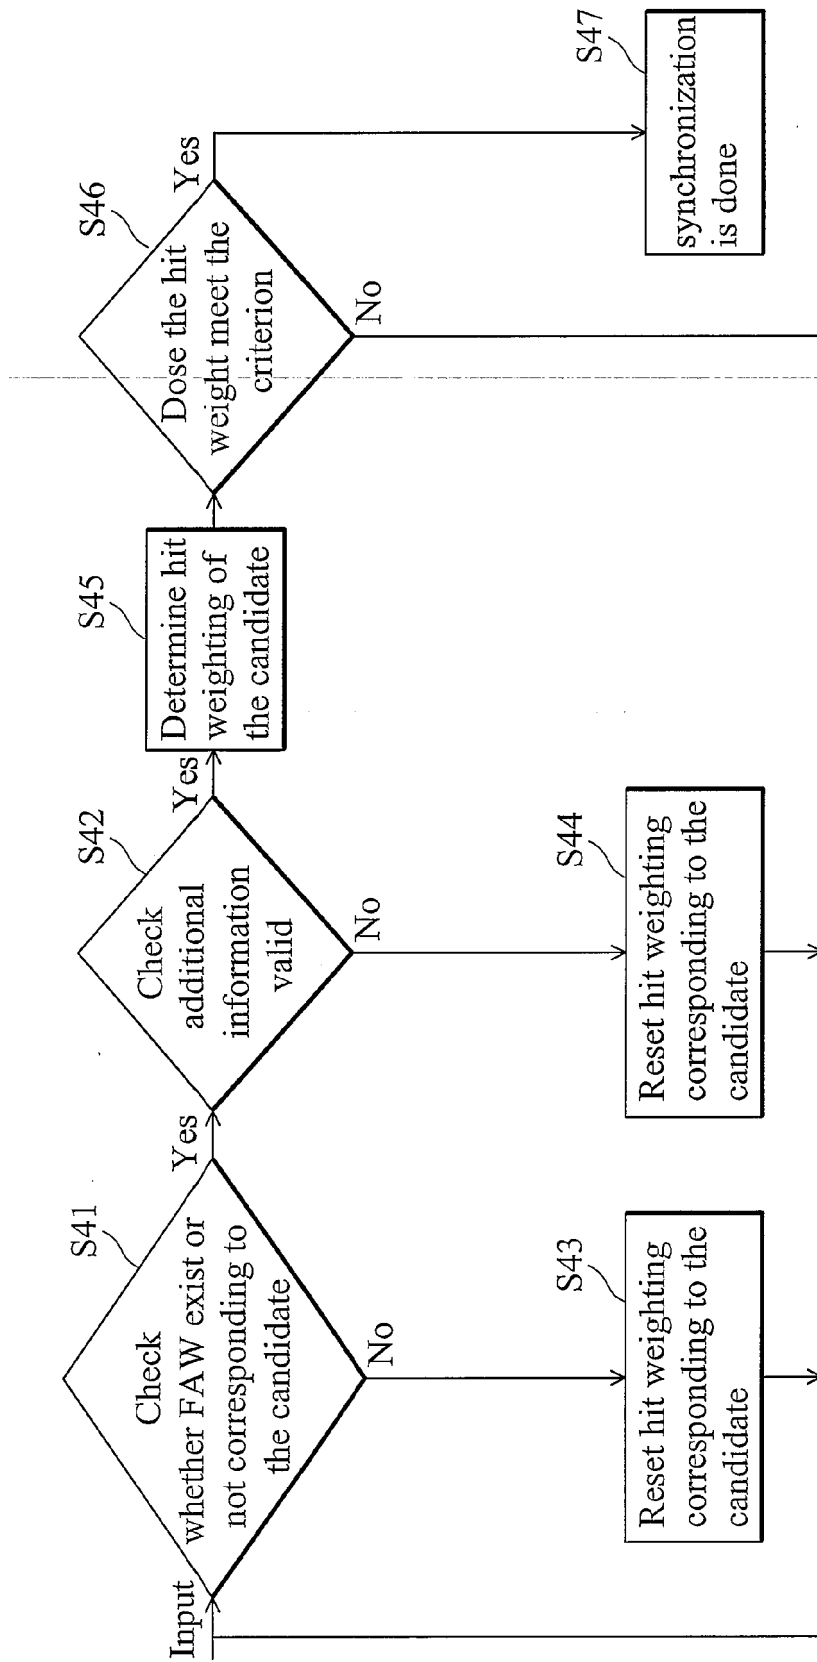 Input
S41
Check
whether FAW exist or
not corresponding to
the candidate
Yes
No
S43
Reset hit weighting
corresponding to the
candidate
S42
Check
additional
information
valid
Yes
No
S44
Reset hit weighting
corresponding to the
candidate
S45
Determine hit
weighting of
the candidate
S46
Dose the hit
weight meet the
criterion
Yes
No
S47
synchronization
is done